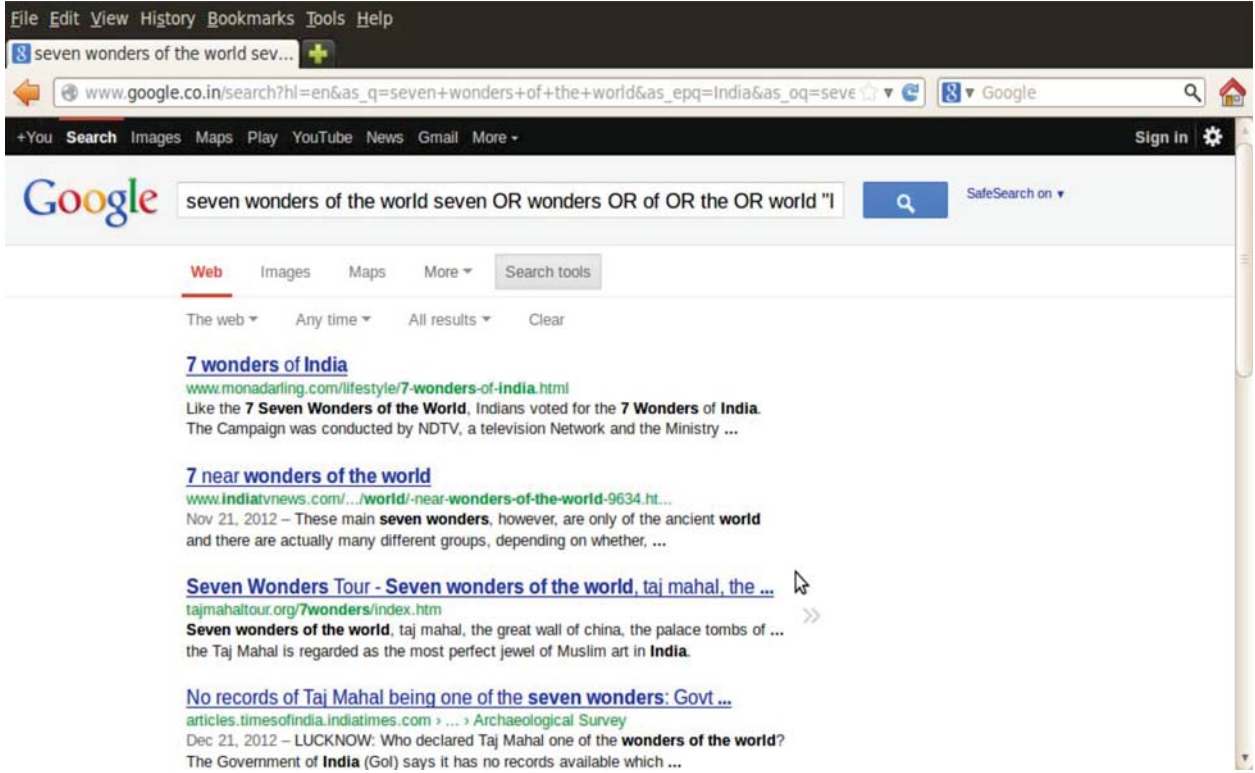 File Edit View History Bookmarks Tools Help
seven wonders of the world sev...
www.google.co.in/search?hl=en&as_q=seven+wonders+of+the+world&as_epq=India&as_oq=seve
Google
+You Search Images Maps Play YouTube News Gmail More
Sign in
Google
seven wonders of the world seven OR wonders OR of OR the OR world "I
SafeSearch on
Web Images Maps More Search tools
The web Any time All results Clear
7 wonders of India
www.monadarling.com/lifestyle/7-wonders-of-india.html
Like the 7 Seven Wonders of the World, Indians voted for the 7 Wonders of India.
The Campaign was conducted by NDTV, a television Network and the Ministry ...
7 near wonders of the world
www.indiatvnews.com/.../world/-near-wonders-of-the-world-9634.ht...
Nov 21, 2012 – These main seven wonders, however, are only of the ancient world
and there are actually many different groups, depending on whether, ...
Seven Wonders Tour - Seven wonders of the world, taj mahal, the ...
tajmahaltour.org/7wonders/index.htm
Seven wonders of the world, taj mahal, the great wall of china, the palace tombs of ...
the Taj Mahal is regarded as the most perfect jewel of Muslim art in India.
No records of Taj Mahal being one of the seven wonders: Govt ...
articles.timesofindia.indiatimes.com › ... › Archaeological Survey
Dec 21, 2012 – LUCKNOW: Who declared Taj Mahal one of the wonders of the world?
The Government of India (GoI) says it has no records available which ...